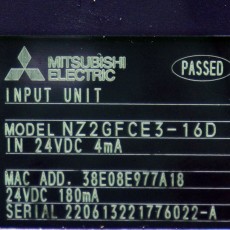 MITSUBISHI
ELECTRIC
PASSED
INPUT UNIT
MODEL NZ2GFCE3-16D
IN 24VDC 4mA
MAC ADD. 38E08E977A18
24VDC 180mA
SERIAL 220613221776022-A